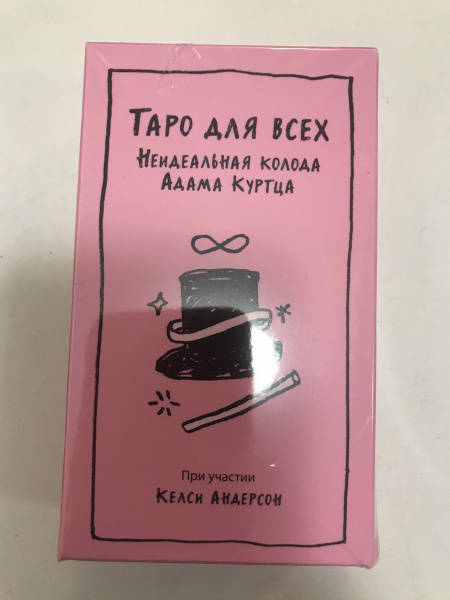 Таро для всех
Неидеальная колода
Адама Куртца
При участии
Келси Андерсон